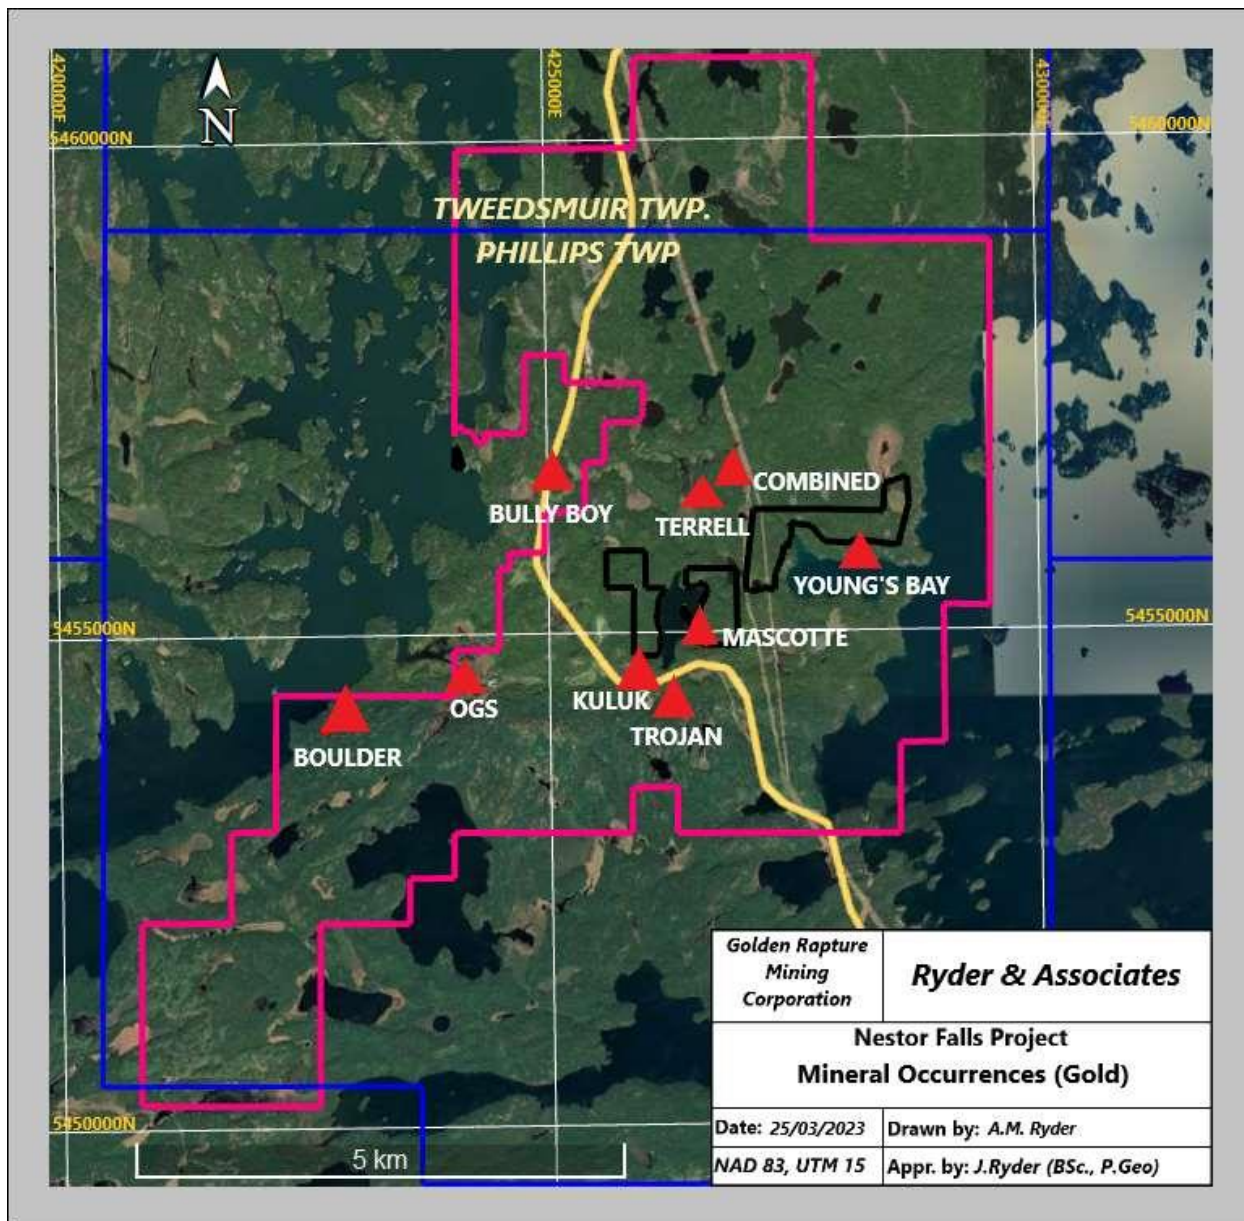 420000E
425000E
430000E
N
5460000N
5460000N
TWEEDSMUIR TWP.
PHILLIPS TWP
COMBINED
BULLY BOY
TERRELL
YOUNG'S BAY
5455000N
5455000N
MASCOTTE
KULUK
OGS
TROJAN
BOULDER
5450000N
5 km
Golden Rapture
Mining
Corporation
Ryder & Associates
Nestor Falls Project
Mineral Occurrences (Gold)
Date: 25/03/2023
Drawn by: A.M. Ryder
NAD 83, UTM 15
Appr. by: J.Ryder (BSc., P.Geo)